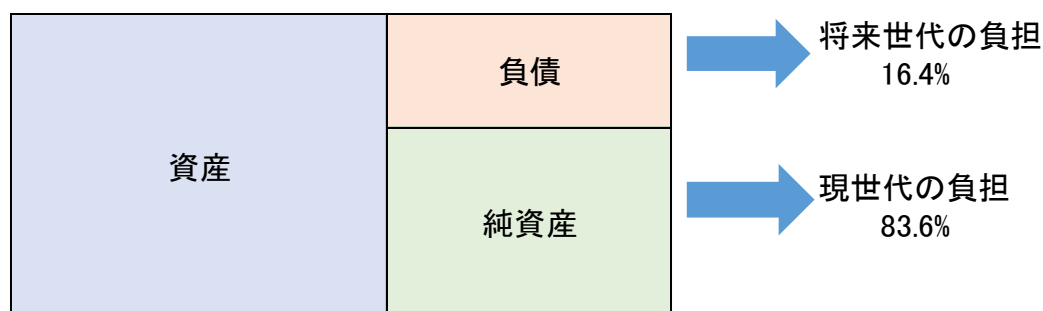 資産
負債
純資産
将来世代の負担
16.4%
現世代の負担
83.6%